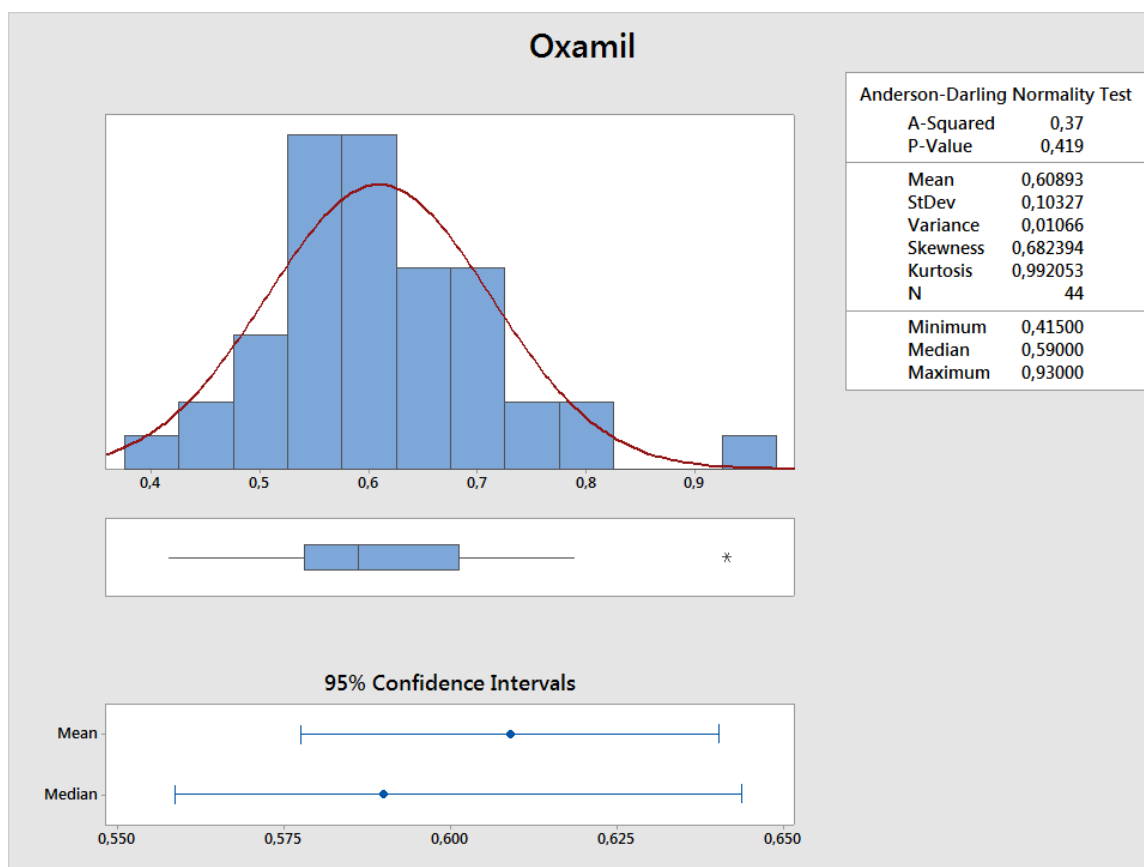 Oxamil
Anderson-Darling Normality Test
A-Squared 0,37
P-Value 0,419
Mean 0,60893
StDev 0,10327
Variance 0,01066
Skewness 0,682394
Kurtosis 0,992053
N 44
Minimum 0,41500
Median 0,59000
Maximum 0,93000
0,4 0,5 0,6 0,7 0,8 0,9
*
95% Confidence Intervals
Mean
Median
0,550 0,575 0,600 0,625 0,650